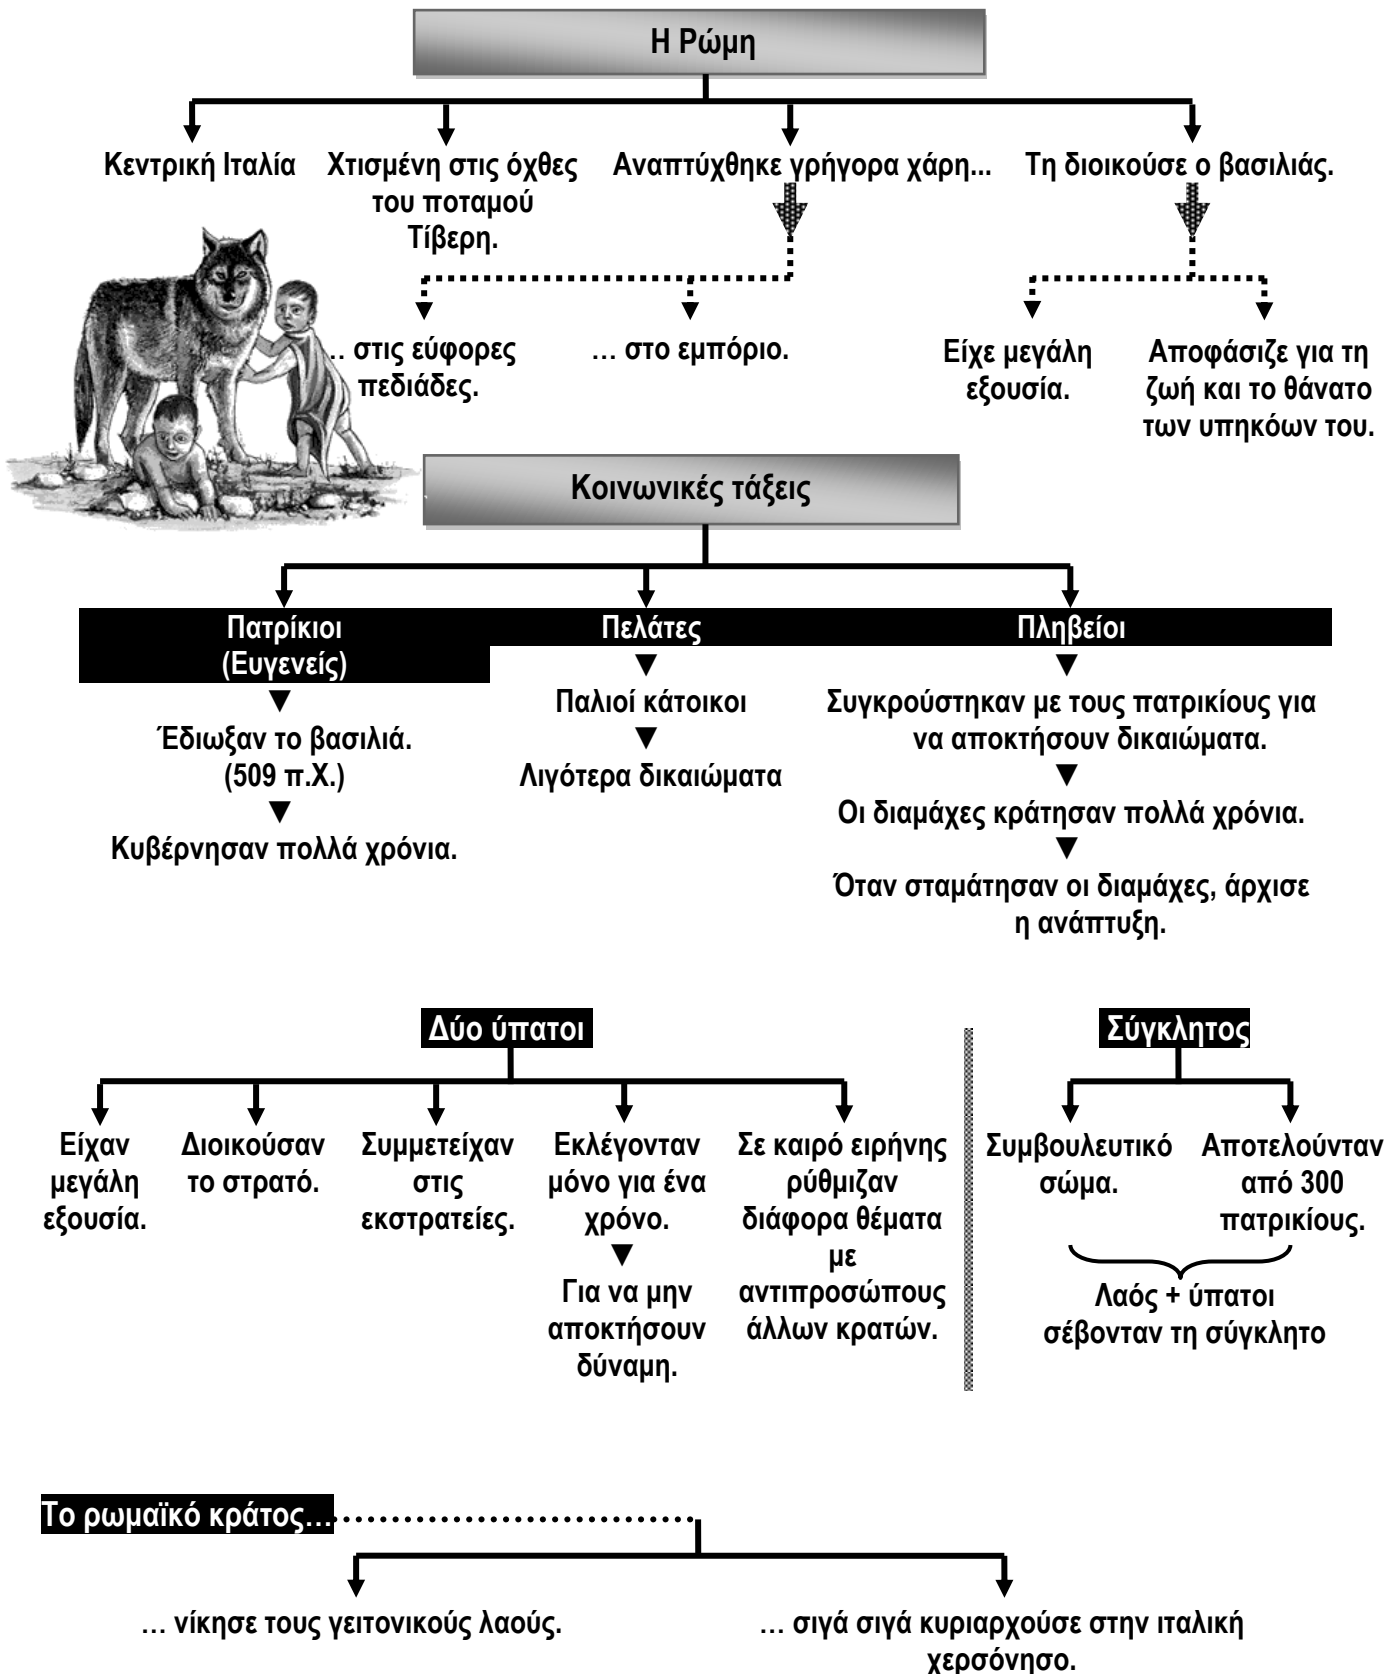 Η Ρώμη
Κεντρική Ιταλία
Χτισμένη στις όχθες
του ποταμού
Τίβερη.
Αναπτύχθηκε γρήγορα χάρη...
Τη διοικούσε ο βασιλιάς.
.. στις εύφορες
πεδιάδες.
… στο εμπόριο.
Είχε μεγάλη
εξουσία.
Αποφάσιζε για τη
ζωή και το θάνατο
των υπηκόων του.
Κοινωνικές τάξεις
Πατρίκιοι
(Ευγενείς)
Έδιωξαν το βασιλιά.
(509 π.Χ.)
Κυβέρνησαν πολλά χρόνια.
Πελάτες
Παλιοί κάτοικοι
Λιγότερα δικαιώματα
Πληβείοι
Συγκρούστηκαν με τους πατρικίους για
να αποκτήσουν δικαιώματα.
Οι διαμάχες κράτησαν πολλά χρόνια.
Όταν σταμάτησαν οι διαμάχες, άρχισε
η ανάπτυξη.
Δύο ύπατοι
Είχαν
μεγάλη
εξουσία.
Διοικούσαν
το στρατό.
Συμμετείχαν
στις
εκστρατείες.
Εκλέγονταν
μόνο για ένα
χρόνο.
Για να μην
αποκτήσουν
δύναμη.
Σε καιρό ειρήνης
ρύθμιζαν
διάφορα θέματα
με
αντιπροσώπους
άλλων κρατών.
Σύγκλητος
Συμβουλευτικό
σώμα.
Αποτελούνταν
από 300
πατρικίους.
Λαός + ύπατοι
σέβονταν τη σύγκλητο
Το ρωμαϊκό κράτος…
… νίκησε τους γειτονικούς λαούς.
… σιγά σιγά κυριαρχούσε στην ιταλική
χερσόνησο.